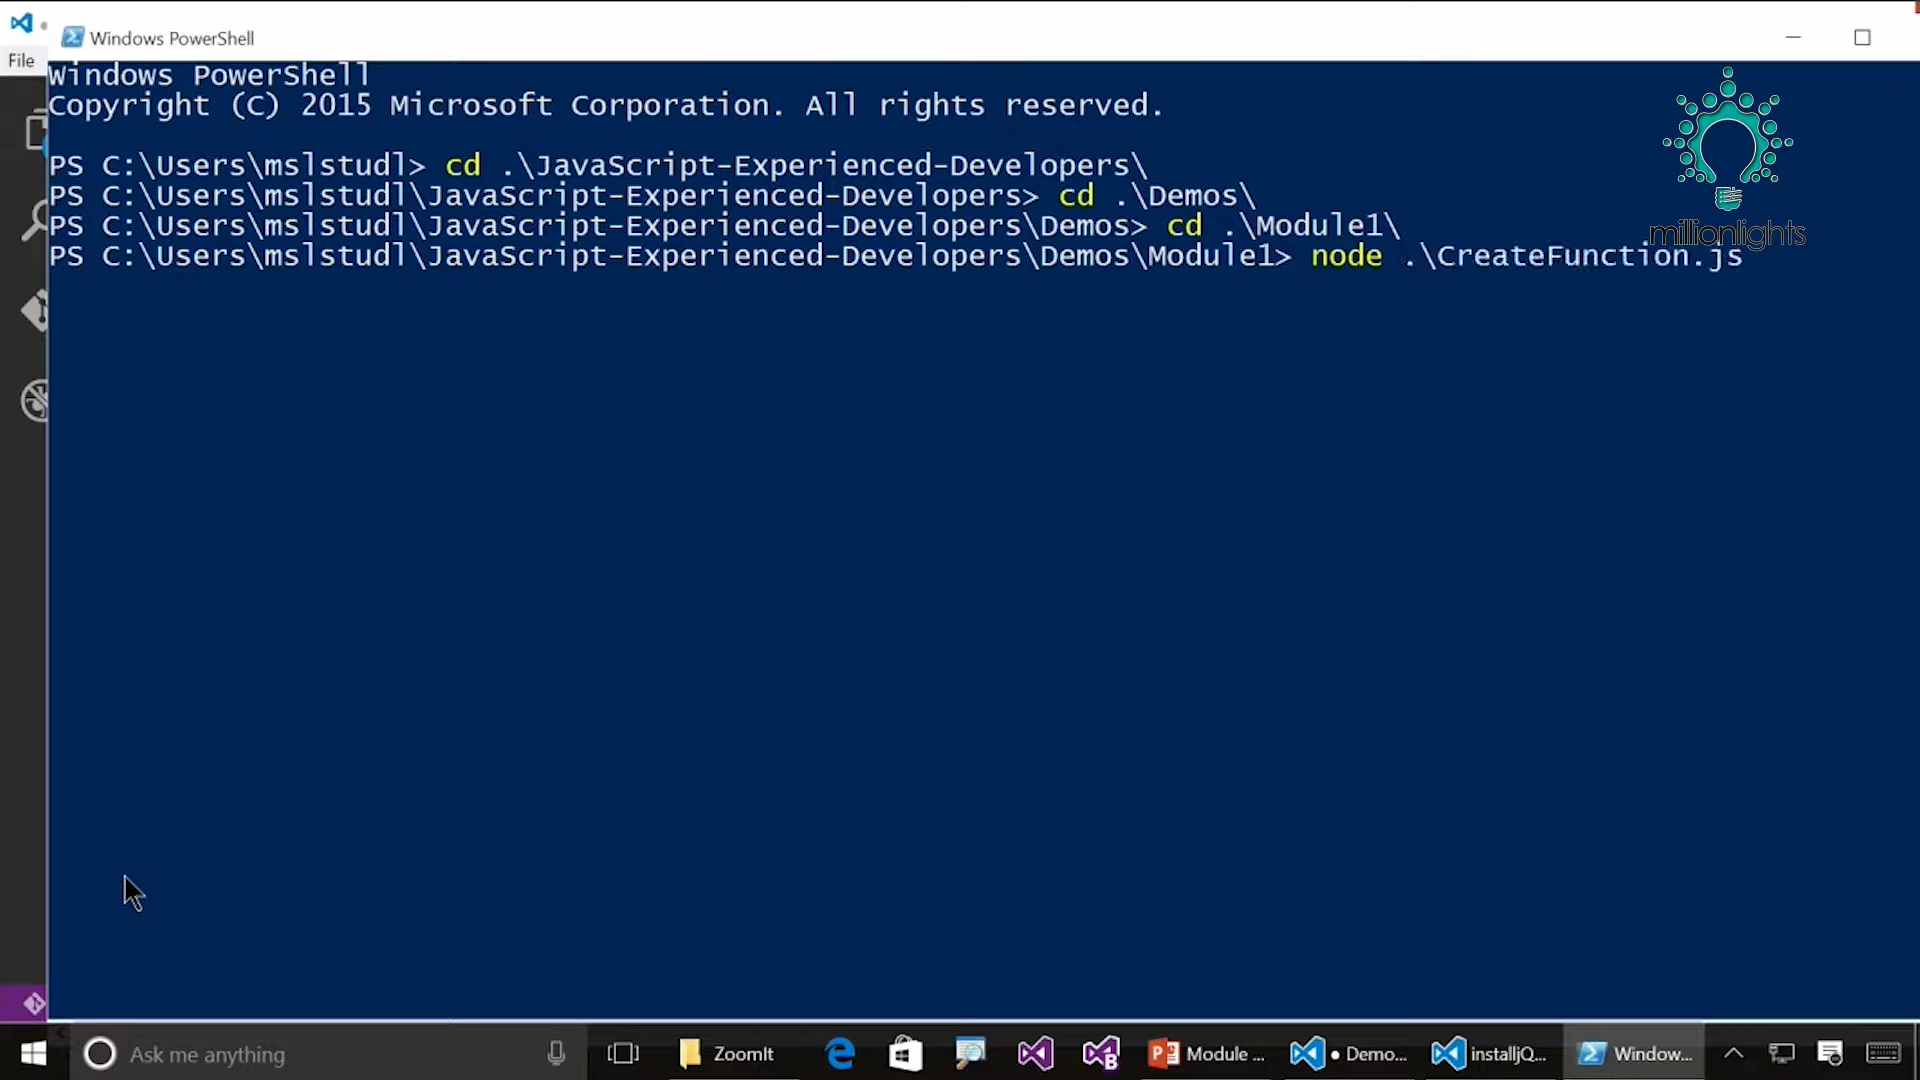 Windows PowerShell
File
Windows PowerShell
Copyright (C) 2015 Microsoft Corporation. All rights reserved.
PS C:\Users\mslstudl> cd .\JavaScript-Experienced-Developers\
PS C:\Users\mslstudl\JavaScript-Experienced-Developers> cd .\Demos\
PS C:\Users\mslstudl\JavaScript-Experienced-Developers\Demos> cd .\Module1\
millionlights
PS C:\Users\mslstudl\JavaScript-Experienced-Developers\Demos\Module1> node .\CreateFunction.js
Ask me anything
ZoomIt
Module ...
• Demo...
installjQ...
Window...